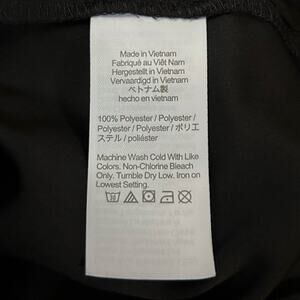 Made in Vietnam
Fabriqué au Viêt Nam
Hergestellt in Vietnam
Vervaardigd in Vietnam
ベトナム製
hecho en vietnam
100% Polyester / Polyester /
Polyester / Polyester / ポリエ
ステル / poliéster
Machine Wash Cold With Like
Colors. Non-Chlorine Bleach
Only. Tumble Dry Low. Iron on
Lowest Setting.